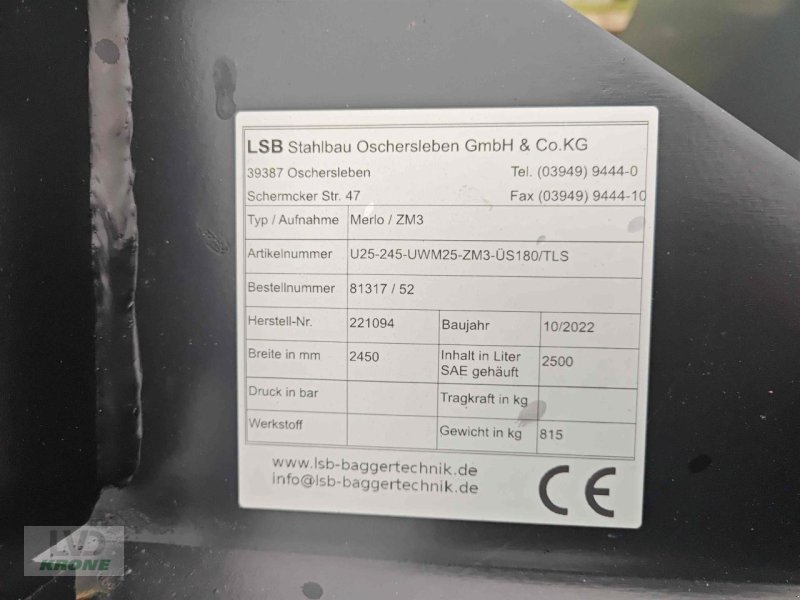 LSB Stahlbau Oschersleben GmbH & Co.KG
39387 Oschersleben Tel. (03949) 9444-0
Schermcker Str. 47 Fax (03949) 9444-10
Typ / Aufnahme Merlo / ZM3
Artikelnummer U25-245-UWM25-ZM3-ÜS180/TLS
Bestellnummer 81317 / 52
Herstell-Nr. 221094 Baujahr 10/2022
Breite in mm 2450 Inhalt in Liter SAE gehäuft 2500
Druck in bar Tragkraft in kg
Werkstoff Gewicht in kg 815
www.lsb-baggertechnik.de
info@lsb-baggertechnik.de
CE
LVD
KRONE